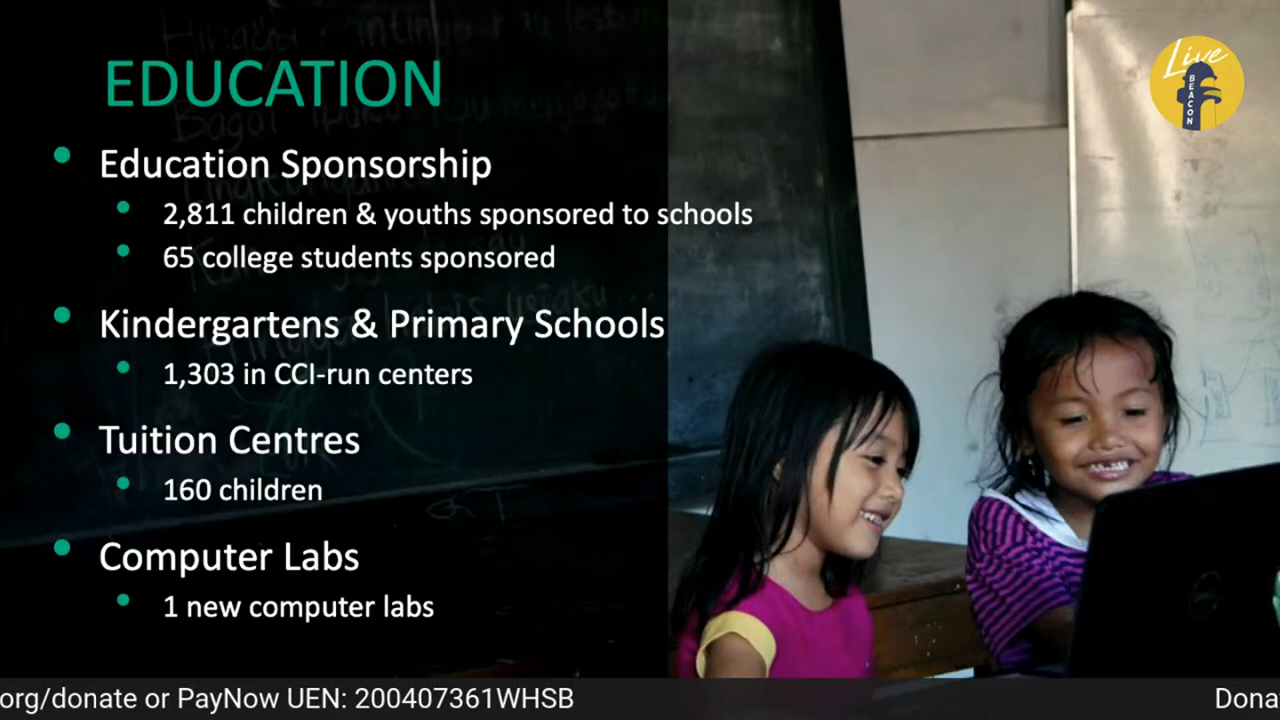 EDUCATION
Live
BEACON
Education Sponsorship
2,811 children & youths sponsored to schools
65 college students sponsored
Kindergartens & Primary Schools
1,303 in CCI-run centers
Tuition Centres
160 children
Computer Labs
1 new computer labs
org/donate or PayNow UEN: 200407361WHSB
Dona